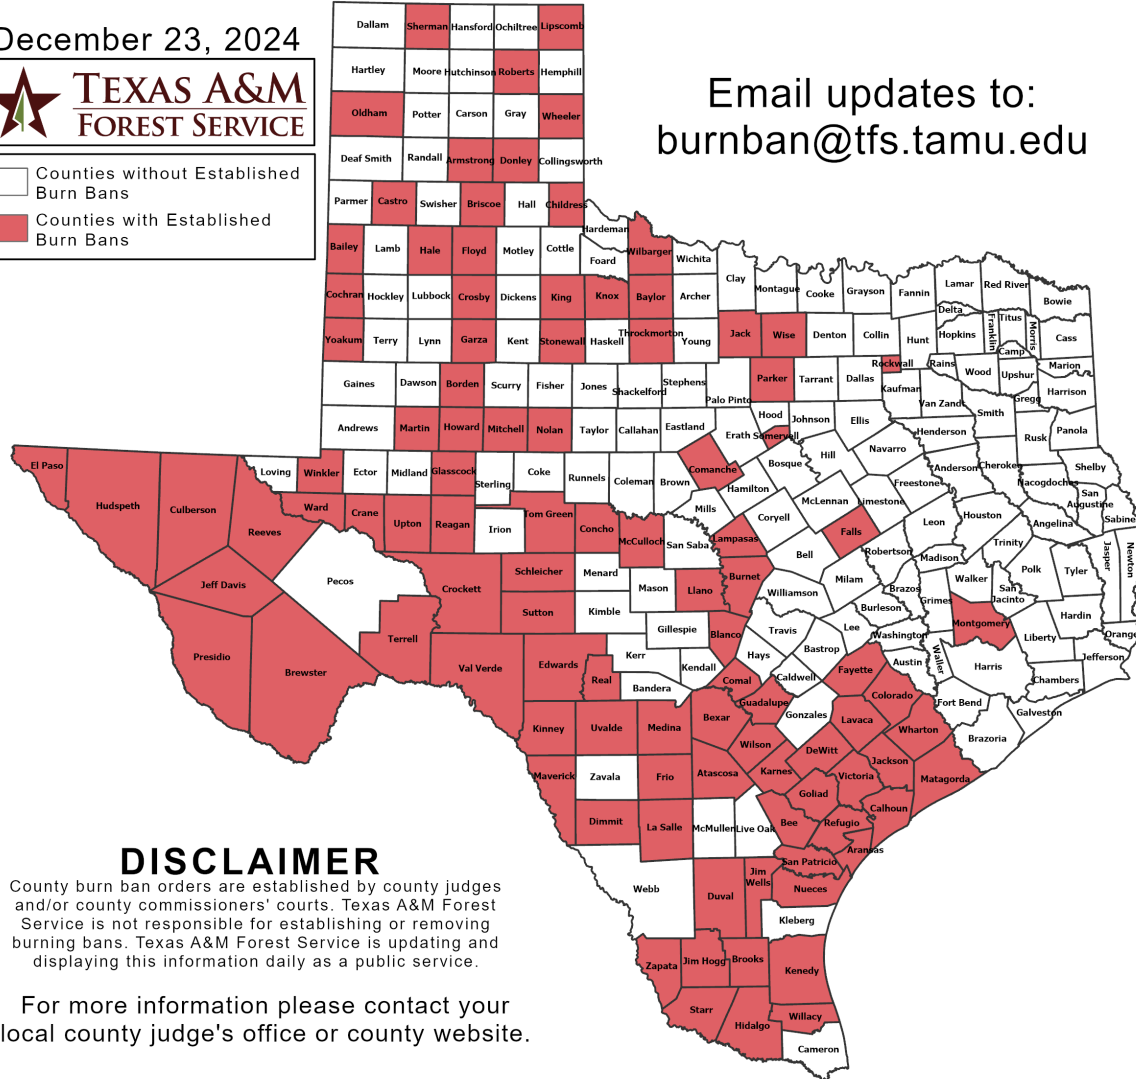 December 23, 2024
TEXAS A&M
FOREST SERVICE
Counties without Established
Burn Bans
Counties with Established
Burn Bans
Email updates to:
burnban@tfs.tamu.edu
Dallam Sherman Hansford Ochiltree Lipscomb
Hartley Moore Hutchinson Roberts Hemphill
Oldham Potter Carson Gray Wheeler
Deaf Smith Randall Armstrong Donley Collingsworth
Parmer Castro Swisher Briscoe Hall Childress
Hardeman
Bailey Lamb Hale Floyd Motley Cottle Foard Wilbarger Wichita
Clay Montague Cooke Grayson Fannin Lamar Red River Bowie
Cochran Hockley Lubbock Crosby Dickens King Knox Baylor Archer
Delta Franklin Titus Morris Cass
Yoakum Terry Lynn Garza Kent Stonewall Haskell Throckmorton Young Jack Wise Denton Collin Hunt Hopkins
Camp
Rockwall Rains Wood Upshur Marion
Gaines Dawson Borden Scurry Fisher Jones Shackelford Stephens Palo Pinto Parker Tarrant Dallas Kaufman Van Zandt Smith Gregg Harrison
Andrews Martin Howard Mitchell Nolan Taylor Callahan Eastland Erath Hood Somervell Johnson Ellis Henderson Rusk Panola
El Paso Hudspeth Culberson Reeves Loving Winkler Ector Midland Glasscock Sterling Coke Runnels Coleman Brown Comanche Bosque Hill Navarro Anderson Cherokee Nacogdoches Shelby
Hamilton McLennan Limestone Freestone San
Augustine
Sabine
Ward Crane Upton Reagan Irion Tom Green Concho McCulloch San Saba Mills Lampasas Coryell Falls Leon Houston Angelina
Jeff Davis Pecos Crockett Schleicher Menard Mason Llano Burnet Bell Robertson Madison Trinity Polk Tyler Jasper Newton
Sutton Kimble Williamson Milam Brazos Grimes Walker San
Jacinto
Hardin
Presidio Brewster Terrell Val Verde Edwards Real Kerr Gillespie Blanco Travis Lee Burleson Washington Montgomery Liberty Orange
Bandera Kendall Hays Bastrop Caldwell Fayette Austin Waller Harris Chambers Jefferson
Kinney Uvalde Medina Bexar Comal Guadalupe Gonzales Lavaca Colorado Wharton Fort Bend Brazoria Galveston
Maverick Zavala Frio Atascosa Wilson Karnes DeWitt Victoria Jackson Matagorda
Dimmit La Salle McMullen Live Oak Bee Goliad Refugio Calhoun Aransas
Webb Duval Jim
Wells
San Patricio Nueces
Kleberg
Zapata Jim Hogg Brooks Kenedy
Starr Hidalgo Willacy
Cameron
DISCLAIMER
County burn ban orders are established by county judges
and/or county commissioners' courts. Texas A&M Forest
Service is not responsible for establishing or removing
burning bans. Texas A&M Forest Service is updating and
displaying this information daily as a public service.
For more information please contact your
local county judge's office or county website.